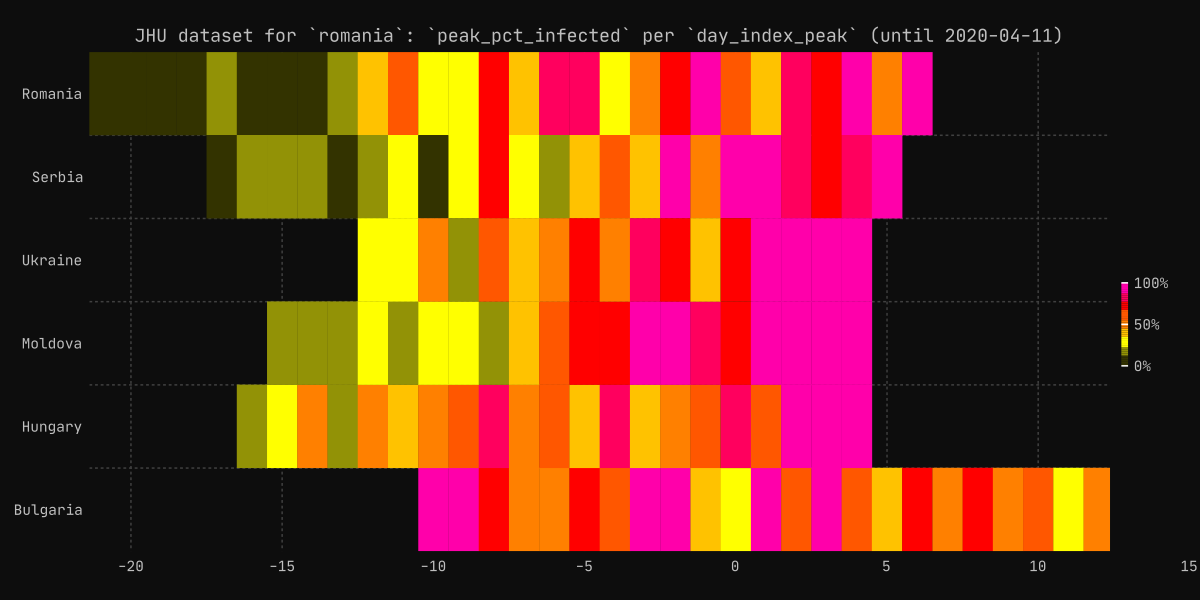 JHU dataset for `romania`: `peak_pct_infected` per `day_index_peak` (until 2020-04-11)
Romania
Serbia
Ukraine
Moldova
Hungary
Bulgaria
100%
50%
0%
-20 -15 -10 -5 0 5 10 15